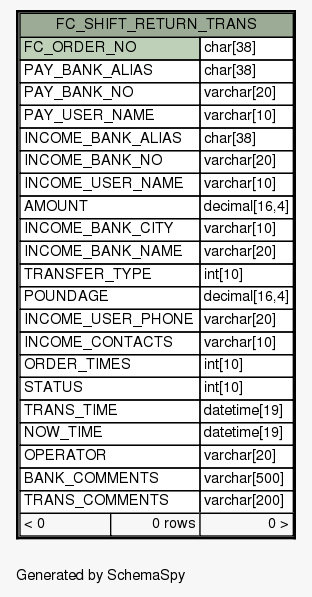 FC_SHIFT_RETURN_TRANS
FC_ORDER_NO char[38]
PAY_BANK_ALIAS char[38]
PAY_BANK_NO varchar[20]
PAY_USER_NAME varchar[10]
INCOME_BANK_ALIAS char[38]
INCOME_BANK_NO varchar[20]
INCOME_USER_NAME varchar[10]
AMOUNT decimal[16,4]
INCOME_BANK_CITY varchar[10]
INCOME_BANK_NAME varchar[20]
TRANSFER_TYPE int[10]
POUNDAGE decimal[16,4]
INCOME_USER_PHONE varchar[20]
INCOME_CONTACTS varchar[10]
ORDER_TIMES int[10]
STATUS int[10]
TRANS_TIME datetime[19]
NOW_TIME datetime[19]
OPERATOR varchar[20]
BANK_COMMENTS varchar[500]
TRANS_COMMENTS varchar[200]
< 0 0 rows 0 >
Generated by SchemaSpy